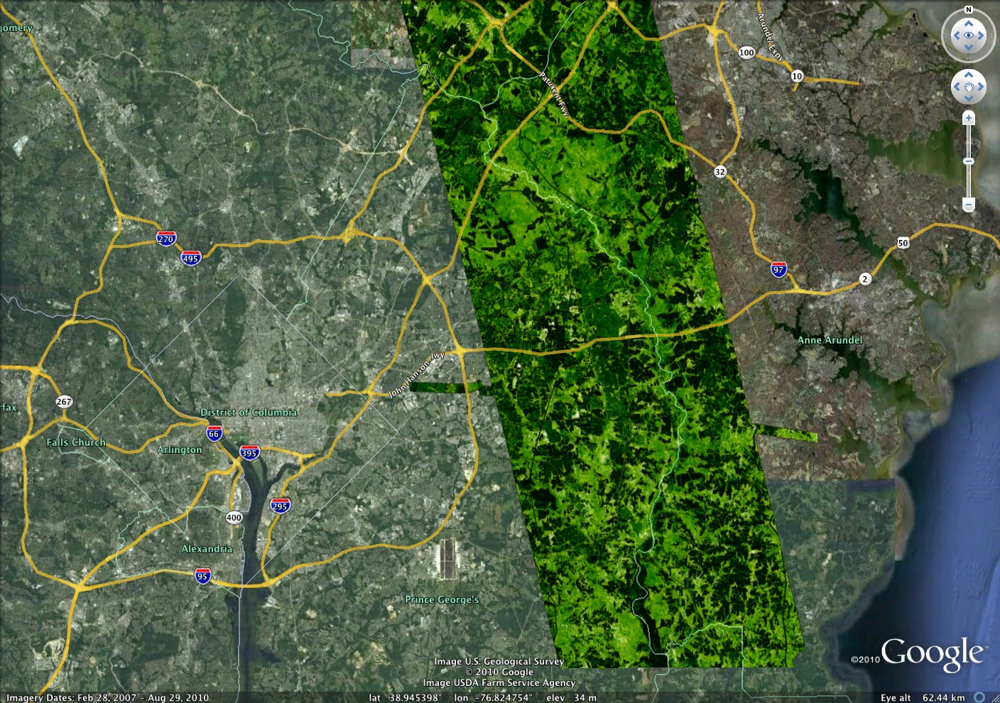 gomery
N
Arundel Expy
100
10
Patuxent Fwy
32
270
495
50
97
2
Anne Arundel
John Hanson Hwy
267
rfax
District of Columbia
66
Falls Church
Arlington
395
295
400
Alexandria
95
Prince George's
©2010 Google
Image U.S. Geological Survey
© 2010 Google
Image USDA Farm Service Agency
Imagery Dates: Feb 28, 2007 - Aug 29, 2010
lat 38.945398° lon -76.824754° elev 34 m
Eye alt 62.44 km